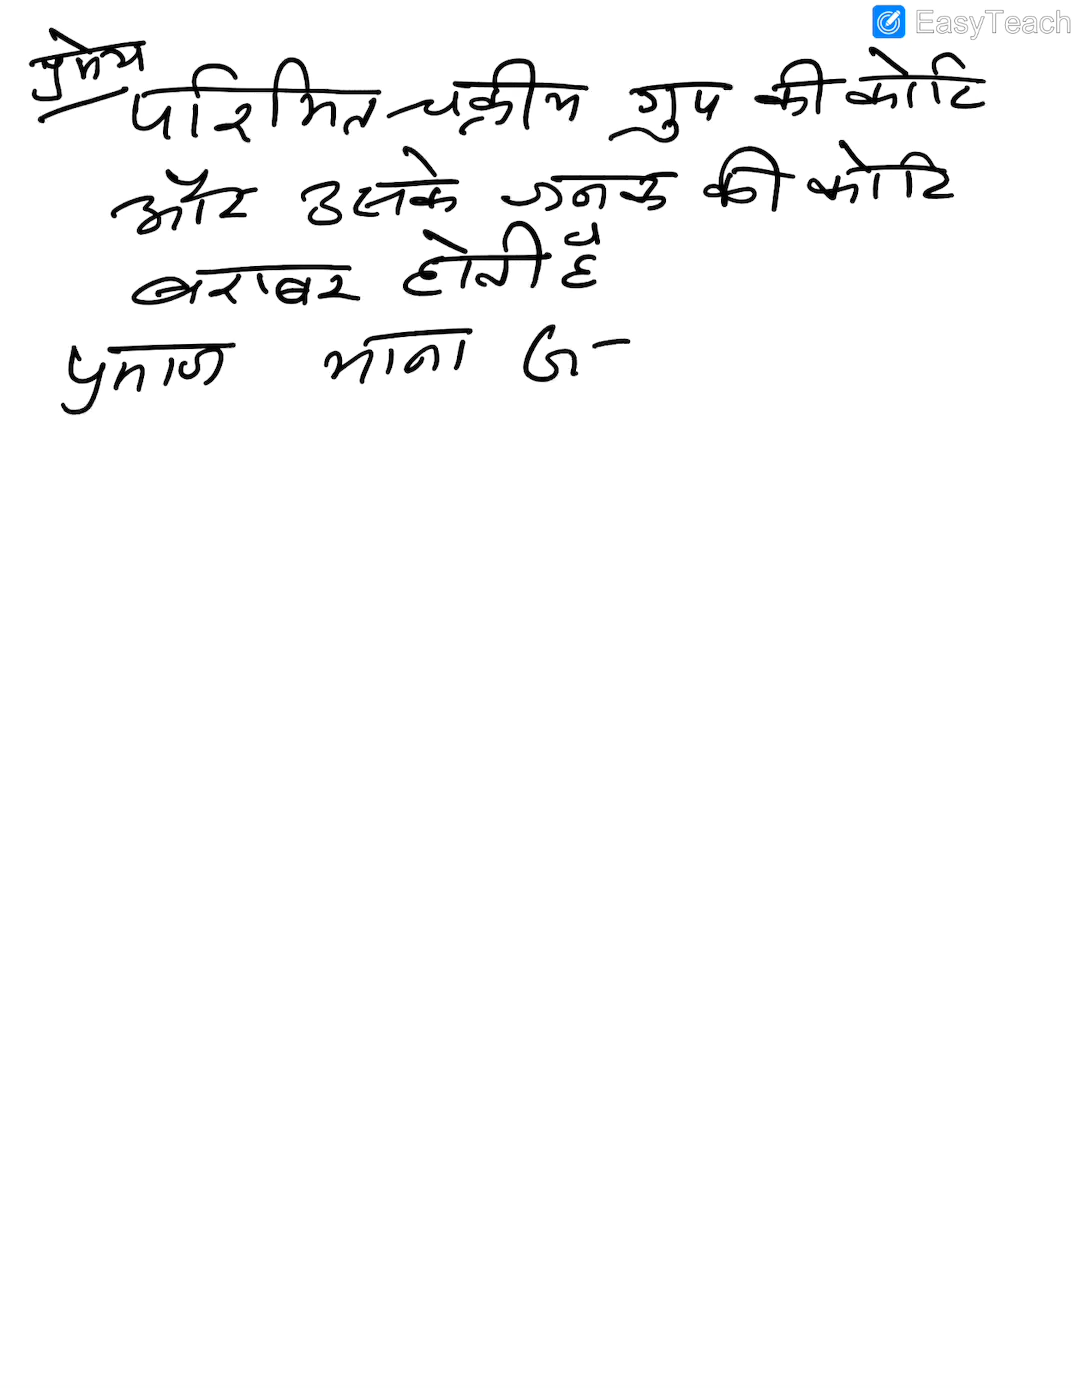 EasyTeach
प्रमेय
परिमित चक्रीय ग्रुप की कोटि
और उसके जनक की कोटि
बराबर होती है
प्रमाण माना G-